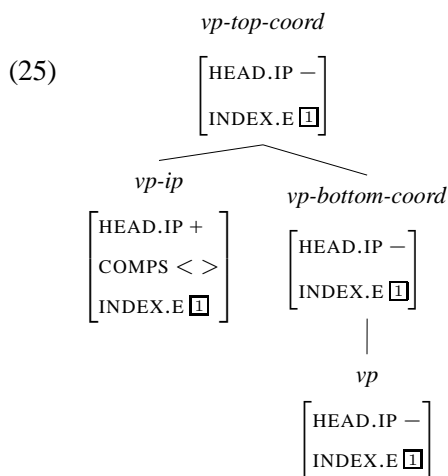 vp-top-coord
(25)
HEAD.IP −
INDEX.E 1
vp-ip
vp-bottom-coord
HEAD.IP +
COMPS < >
INDEX.E 1
HEAD.IP −
INDEX.E 1
vp
HEAD.IP −
INDEX.E 1